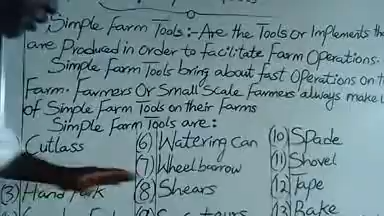 Simple Farm Tools:- Are the Tools or Implements th
are Produced in order to facilitate Farm Operations.
Simple Farm Tools bring about fast Operations on t
Farm. Farmers Or Small Scale Farmers always make
of Simple Farm Tools on their Farms
Simple Farm Tools are:
Cutlass
(3) Hand Fork
(6) Watering Can
(7) Wheelbarrow
(8) Shears
(9)
(10) Spade
(11) Shovel
(12) Tape
(13) Rake